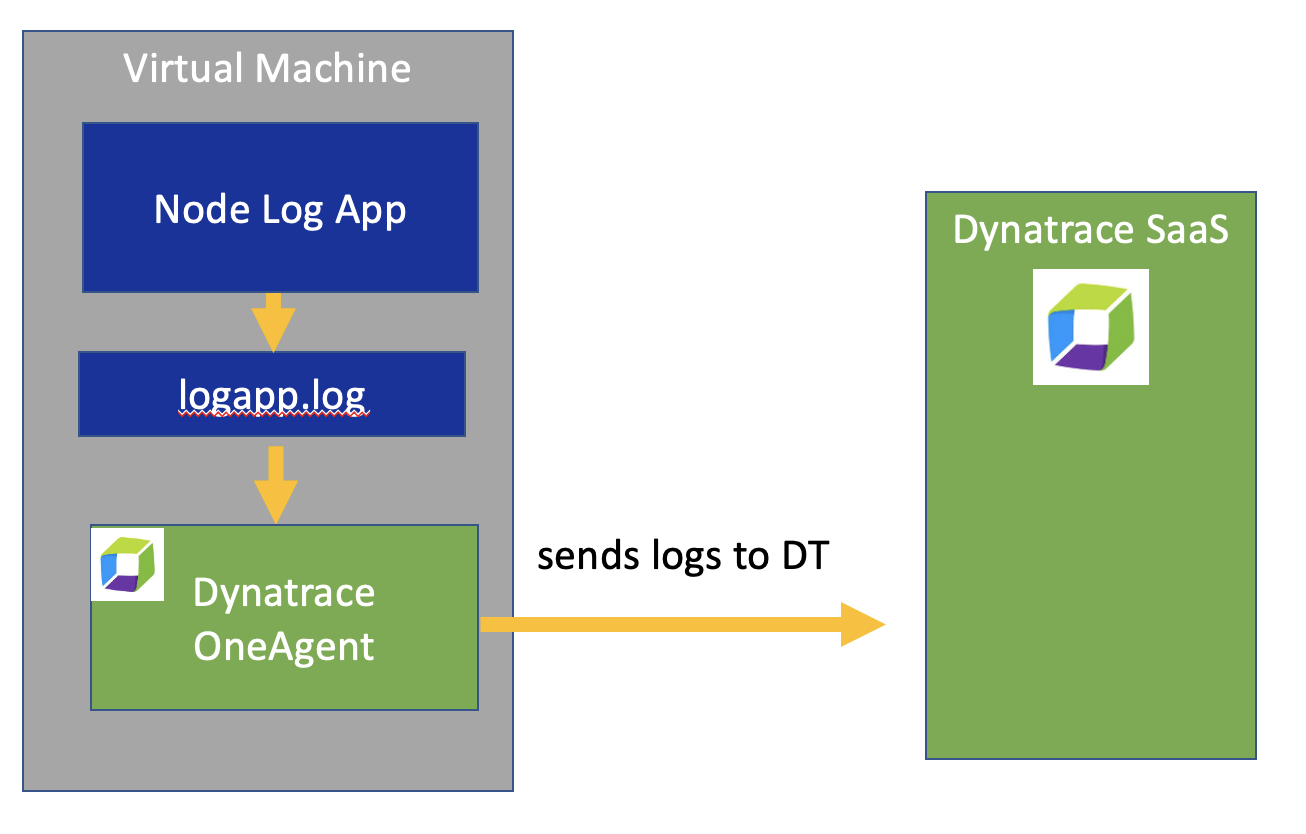 Virtual Machine
Node Log App
logapp.log
Dynatrace
OneAgent
sends logs to DT
Dynatrace SaaS